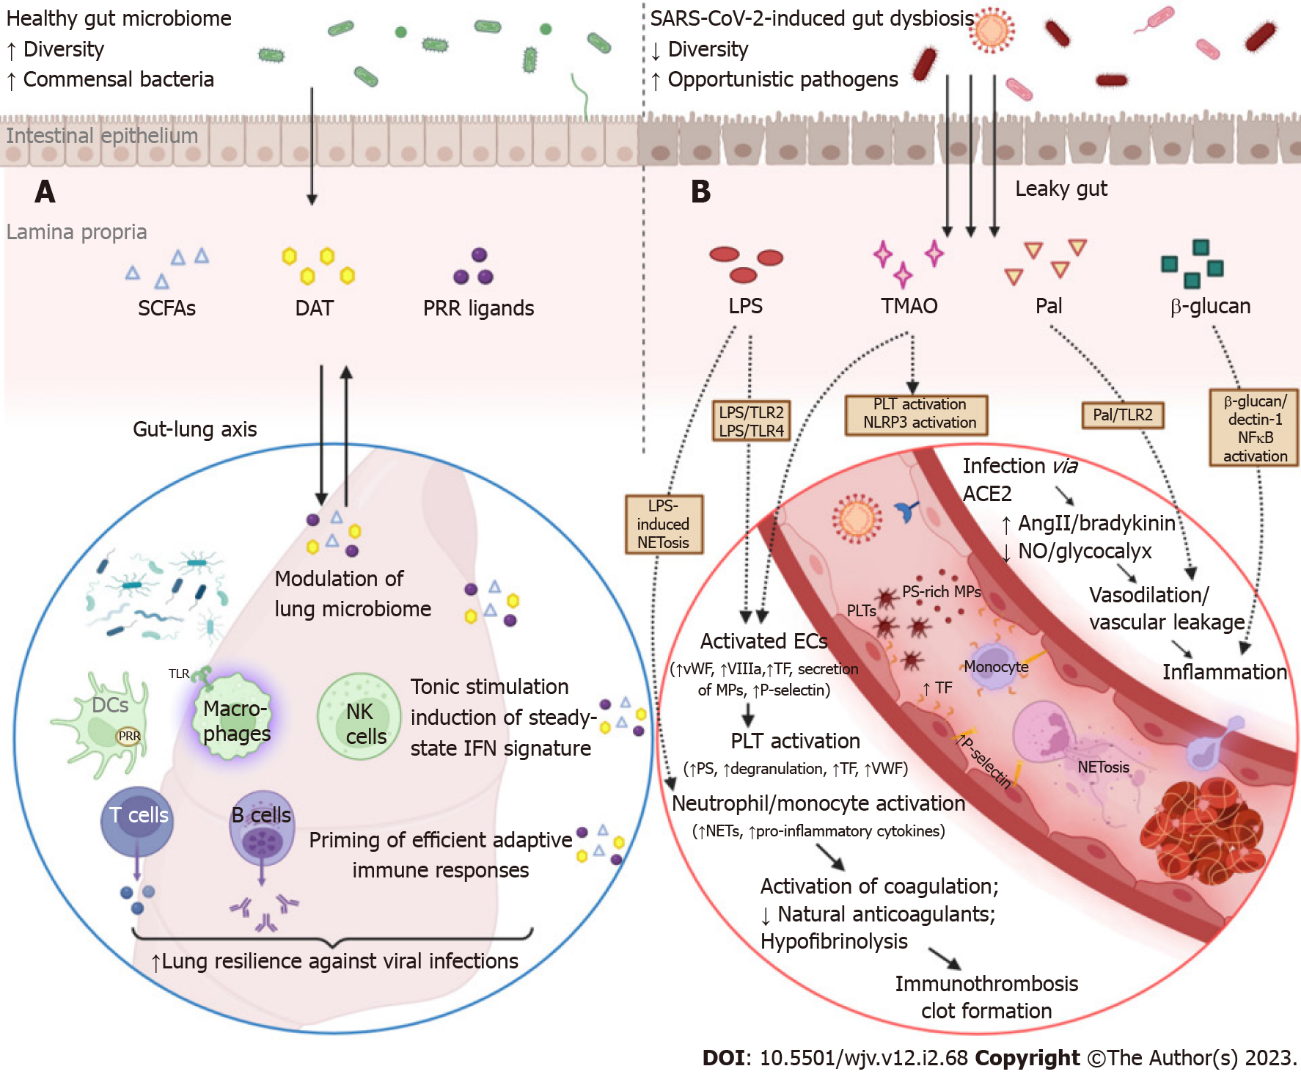 Healthy gut microbiome
↑ Diversity
↑ Commensal bacteria
Intestinal epithelium
A
Lamina propria
SCFAs
DAT
PRR ligands
Gut-lung axis
Modulation of
lung microbiome
TLR
DCs
PRR
Macro-
phages
NK
cells
Tonic stimulation
induction of steady-
state IFN signature
T cells
B cells
Priming of efficient adaptive
immune responses
↑Lung resilience against viral infections
SARS-CoV-2-induced gut dysbiosis
↓ Diversity
↑ Opportunistic pathogens
B
Leaky gut
LPS
TMAO
Pal
β-glucan
LPS/TLR2
LPS/TLR4
PLT activation
NLRP3 activation
Pal/TLR2
β-glucan/
dectin-1
NFκB
activation
LPS-
induced
NETosis
Infection via
ACE2
↑ AngII/bradykinin
↓ NO/glycocalyx
Vasodilation/
vascular leakage
Inflammation
PS-rich MPs
PLTs
Monocyte
↑ TF
↑P-selectin
NETosis
Activated ECs
(↑vWF, ↑VIIIa,↑TF, secretion
of MPs, ↑P-selectin)
PLT activation
(↑PS, ↑degranulation, ↑TF, ↑VWF)
Neutrophil/monocyte activation
(↑NETs, ↑pro-inflammatory cytokines)
Activation of coagulation;
↓ Natural anticoagulants;
Hypofibrinolysis
Immunothrombosis
clot formation
DOI: 10.5501/wjv.v12.i2.68 Copyright ©The Author(s) 2023.